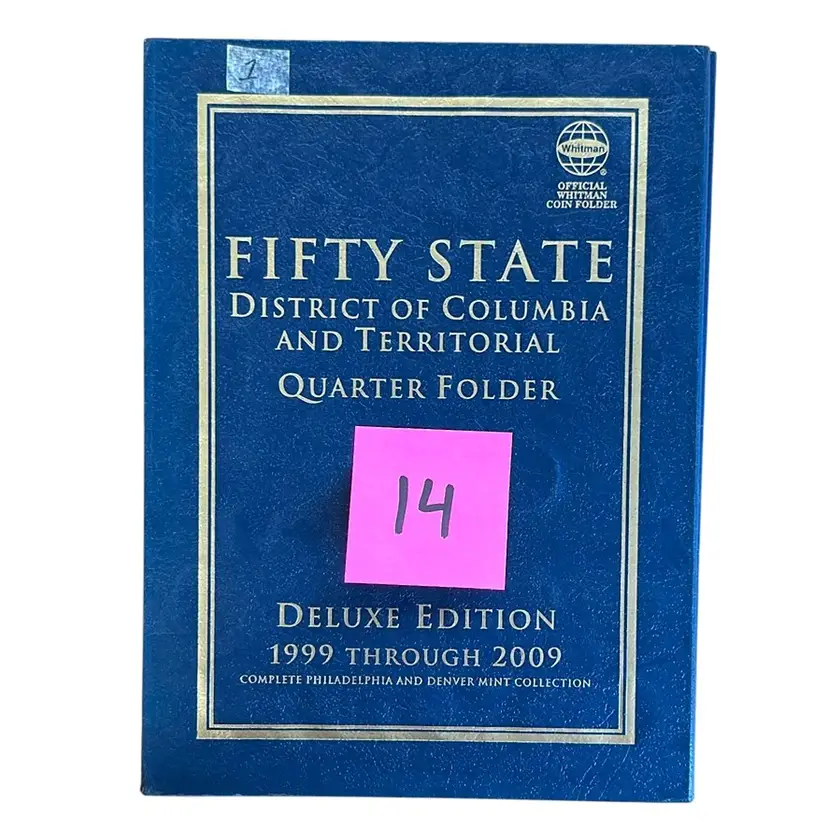 1
Whitman
®
OFFICIAL
WHITMAN
COIN FOLDER
FIFTY STATE
DISTRICT OF COLUMBIA
AND TERRITORIAL
QUARTER FOLDER
14
DELUXE EDITION
1999 THROUGH 2009
COMPLETE PHILADELPHIA AND DENVER MINT COLLECTION